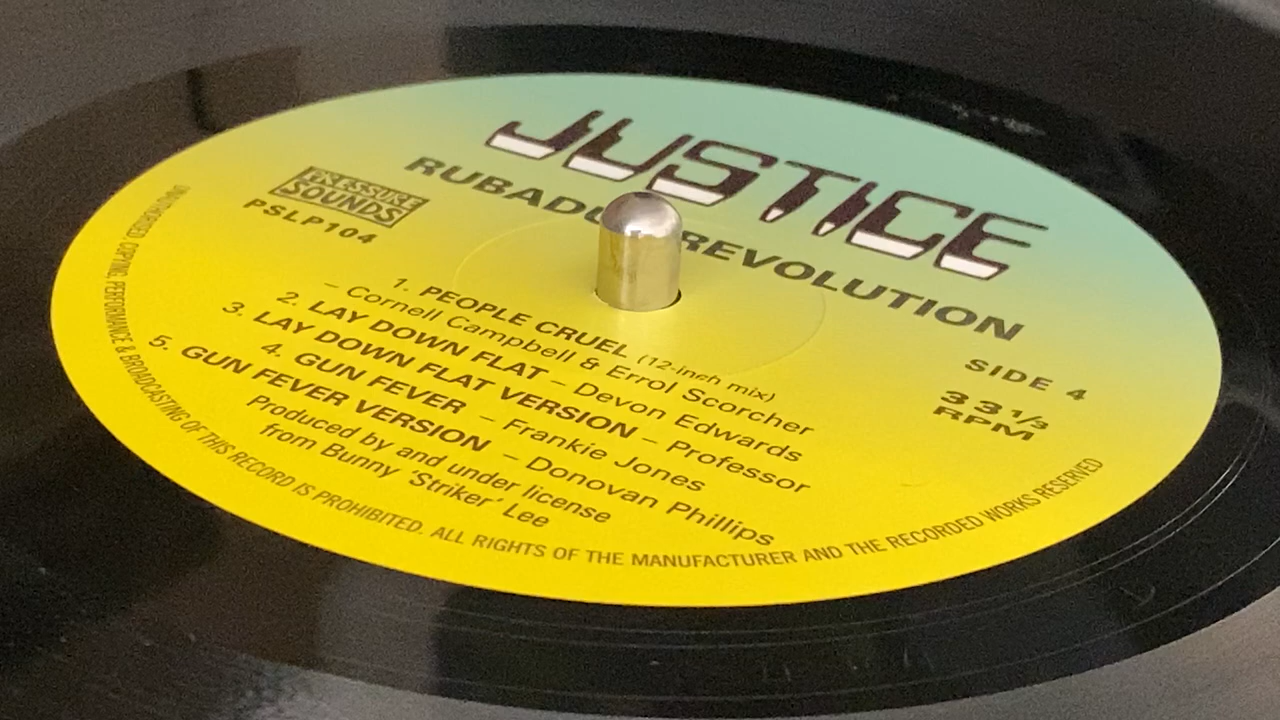 JUSTICE
RUBADU REVOLUTION
PRESSURE
SOUNDS
PSLP104
1. PEOPLE CRUEL (12-inch mix)
– Cornell Campbell & Errol Scorcher
2. LAY DOWN FLAT – Devon Edwards
3. LAY DOWN FLAT VERSION – Professor
4. GUN FEVER – Frankie Jones
5. GUN FEVER VERSION – Donovan Phillips
Produced by and under license
from Bunny ‘Striker’ Lee
SIDE 4
33⅓
RPM
UNAUTHORISED COPYING, PERFORMANCE & BROADCASTING OF THIS RECORD IS PROHIBITED. ALL RIGHTS OF THE MANUFACTURER AND THE RECORDED WORKS RESERVED